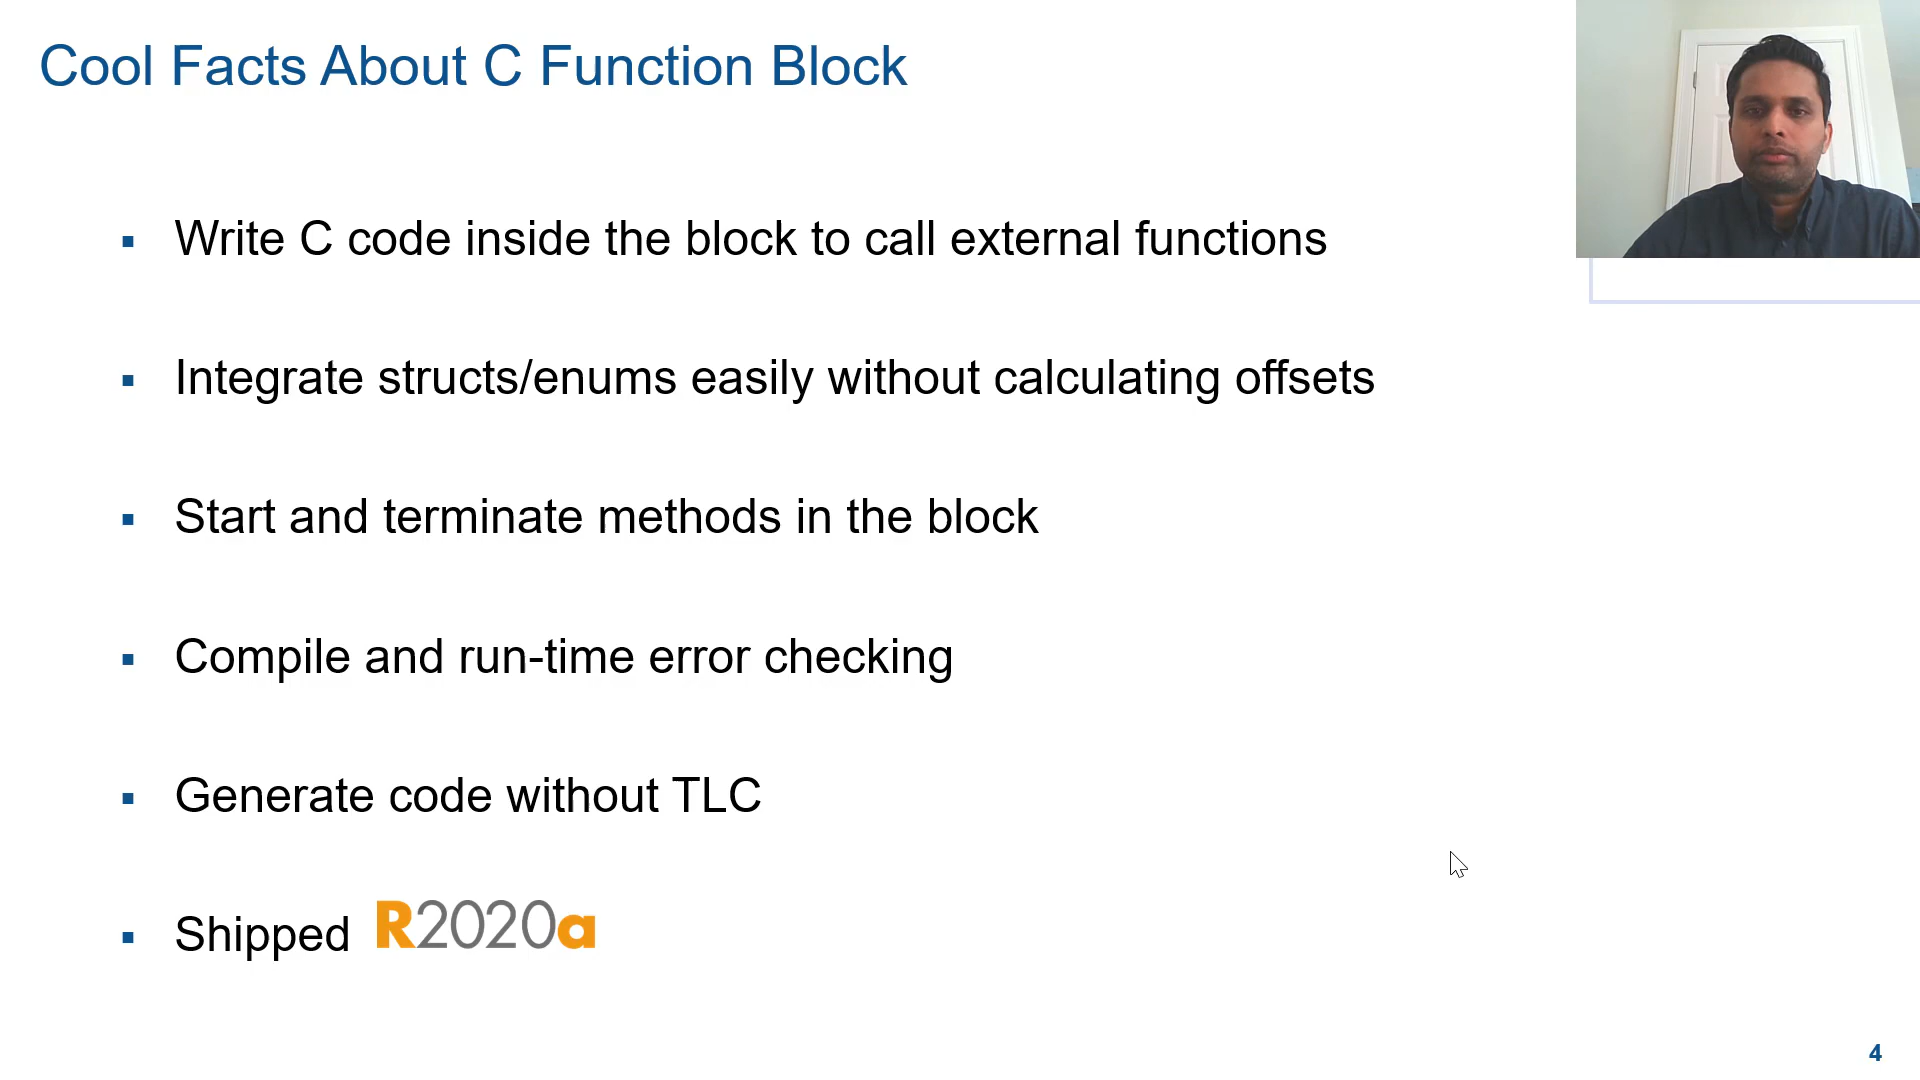 Cool Facts About C Function Block
▪ Write C code inside the block to call external functions
▪ Integrate structs/enums easily without calculating offsets
▪ Start and terminate methods in the block
▪ Compile and run-time error checking
▪ Generate code without TLC
▪ Shipped R2020a
4